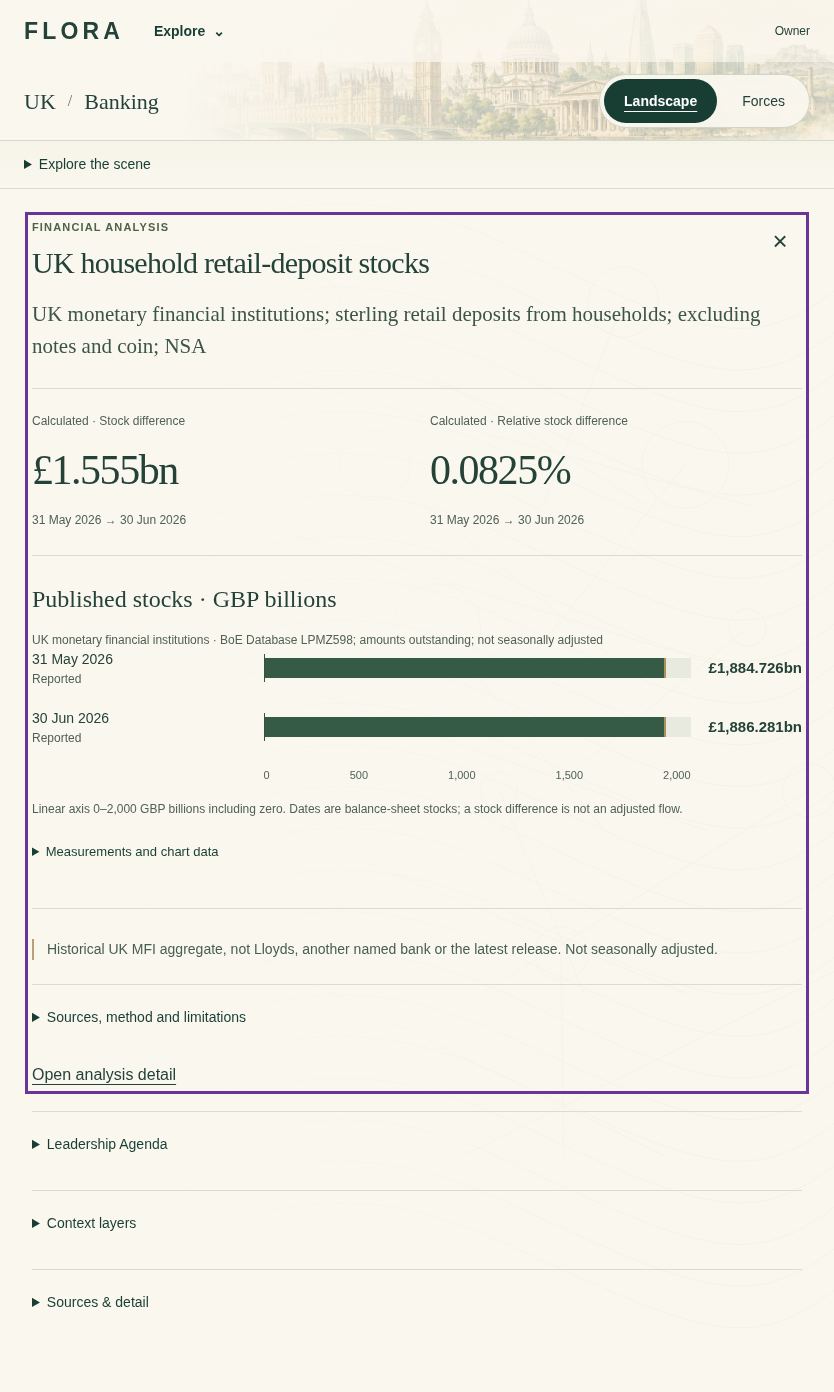 FLORA
Explore
Owner
UK / Banking
Landscape
Forces
Explore the scene
FINANCIAL ANALYSIS
UK household retail-deposit stocks
UK monetary financial institutions; sterling retail deposits from households; excluding
notes and coin; NSA
Calculated · Stock difference
£1.555bn
31 May 2026 → 30 Jun 2026
Calculated · Relative stock difference
0.0825%
31 May 2026 → 30 Jun 2026
Published stocks · GBP billions
UK monetary financial institutions · BoE Database LPMZ598; amounts outstanding; not seasonally adjusted
31 May 2026
Reported
£1,884.726bn
30 Jun 2026
Reported
£1,886.281bn
0 500 1,000 1,500 2,000
Linear axis 0–2,000 GBP billions including zero. Dates are balance-sheet stocks; a stock difference is not an adjusted flow.
Measurements and chart data
Historical UK MFI aggregate, not Lloyds, another named bank or the latest release. Not seasonally adjusted.
Sources, method and limitations
Open analysis detail
Leadership Agenda
Context layers
Sources & detail